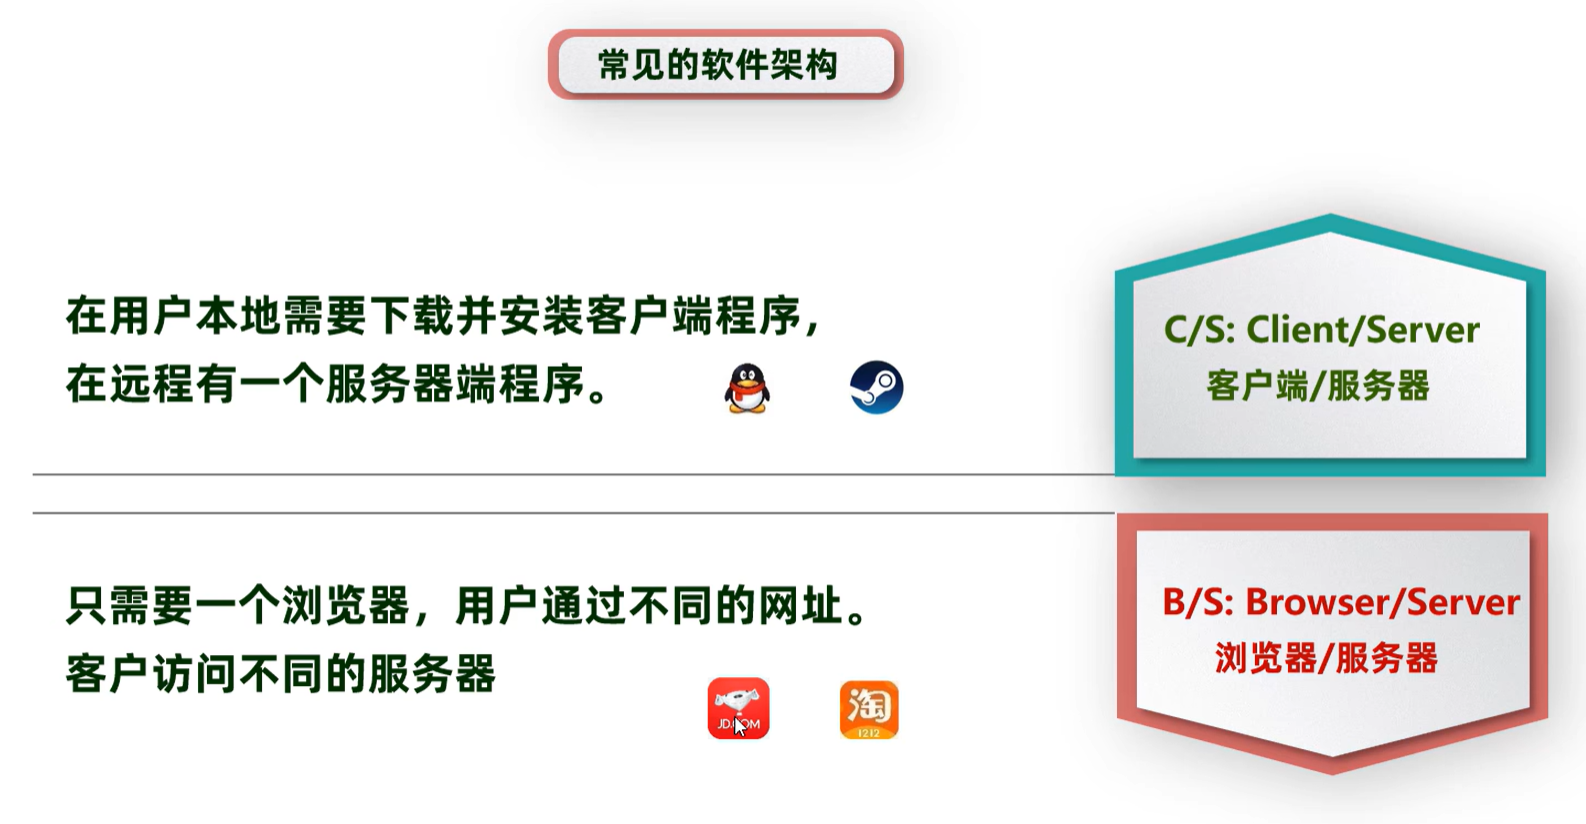 常见的软件架构
在用户本地需要下载并安装客户端程序,
在远程有一个服务器端程序。
C/S: Client/Server
客户端/服务器
只需要一个浏览器，用户通过不同的网址。
客户访问不同的服务器
B/S: Browser/Server
浏览器/服务器
JD.COM
淘
1212